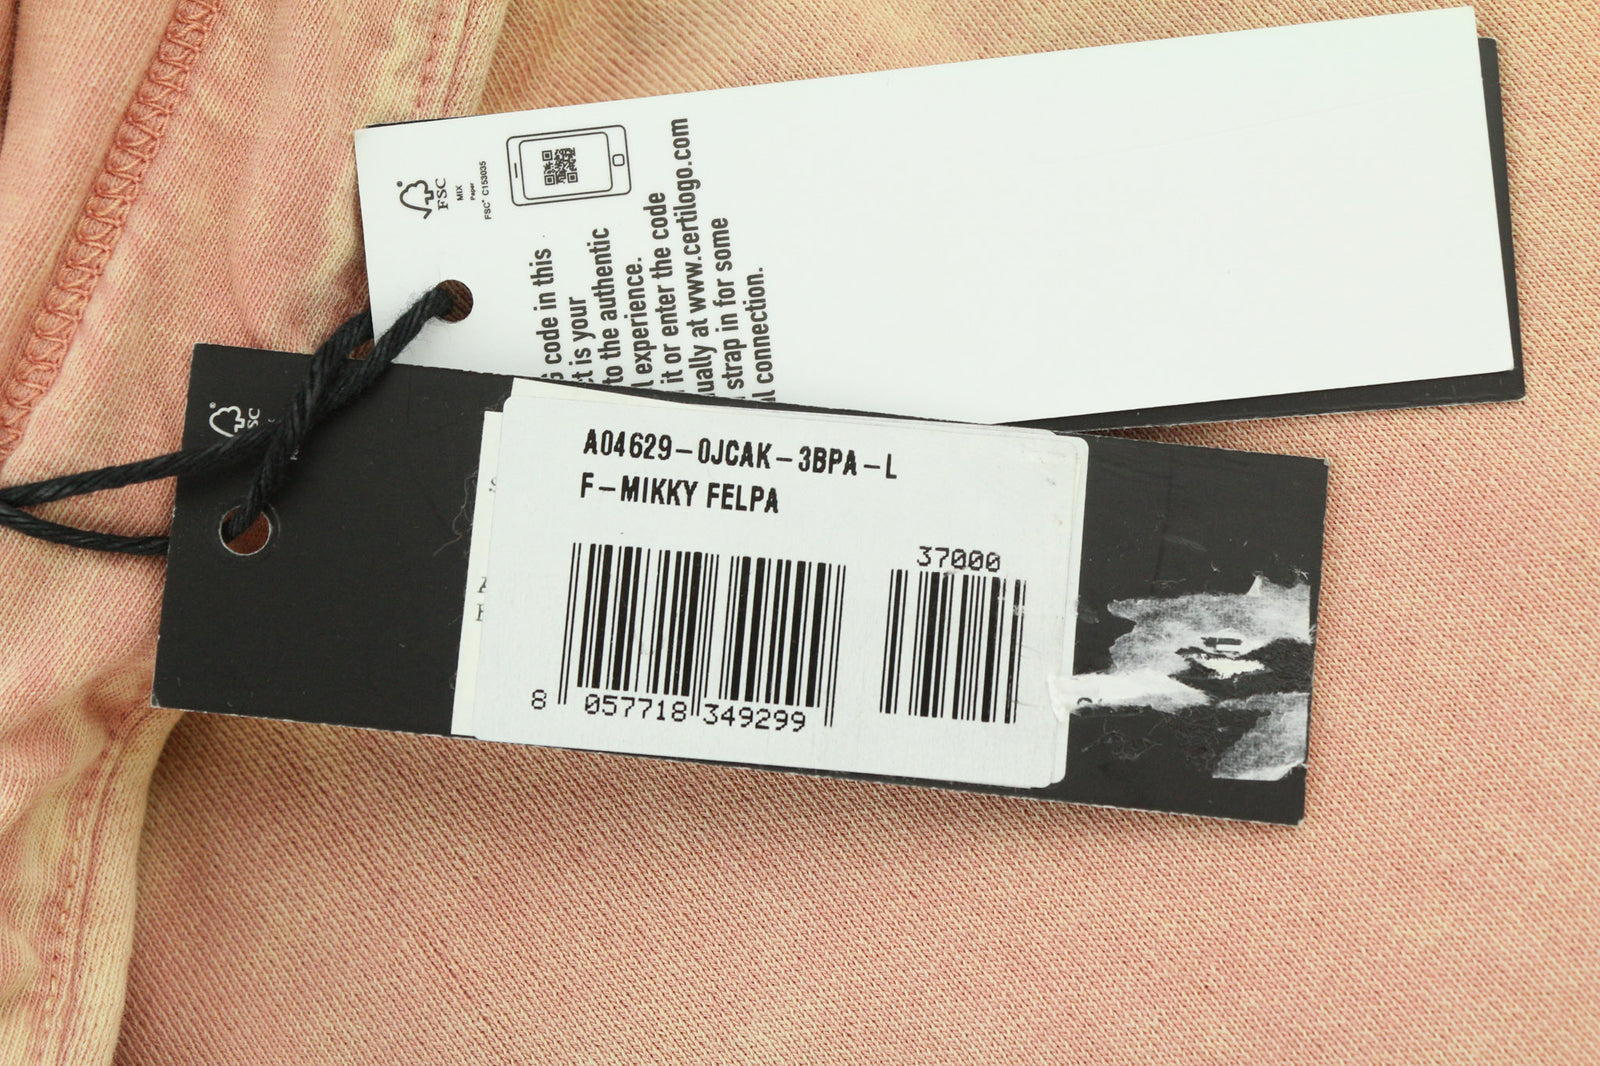 FSC
MIX
Paper
FSC® C153035
code in this
t is your
to the authentic
experience.
it or enter the code
ually at www.certilogo.com
strap in for some
connection.
FSC
A04629-0JCAK-3BPA-L
F-MIKKY FELPA
37000
8 057718 349299